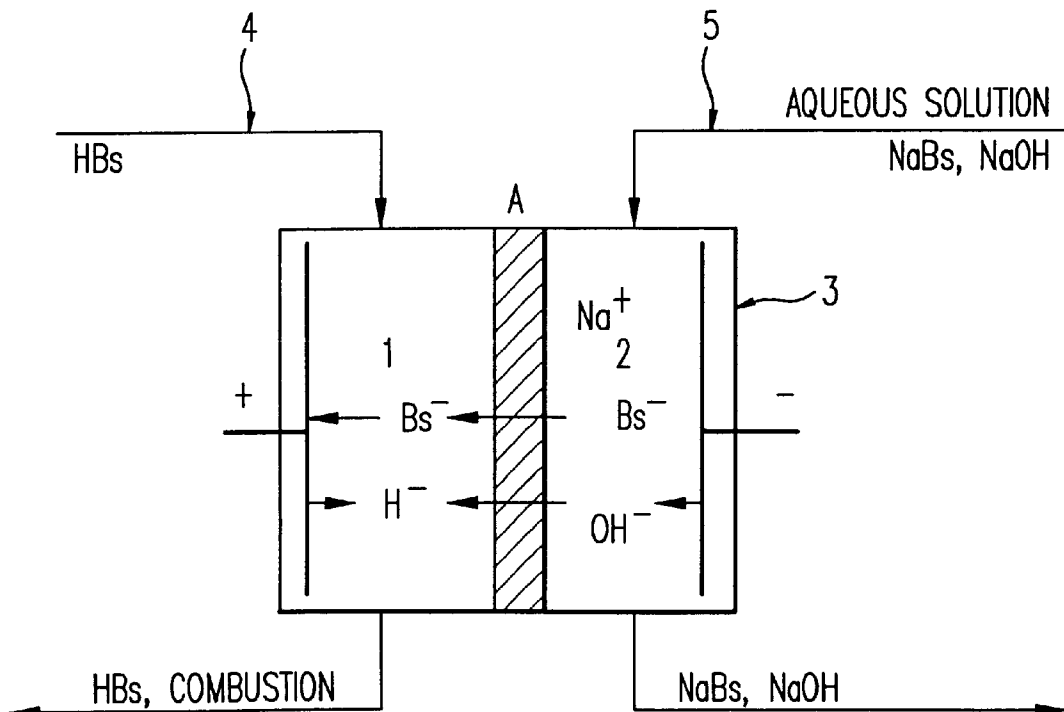 4
5
HBs
AQUEOUS SOLUTION
NaBs, NaOH
A
3
Na+
1
2
+
Bs−
Bs−
−
H−
OH−
HBs, COMBUSTION
NaBs, NaOH